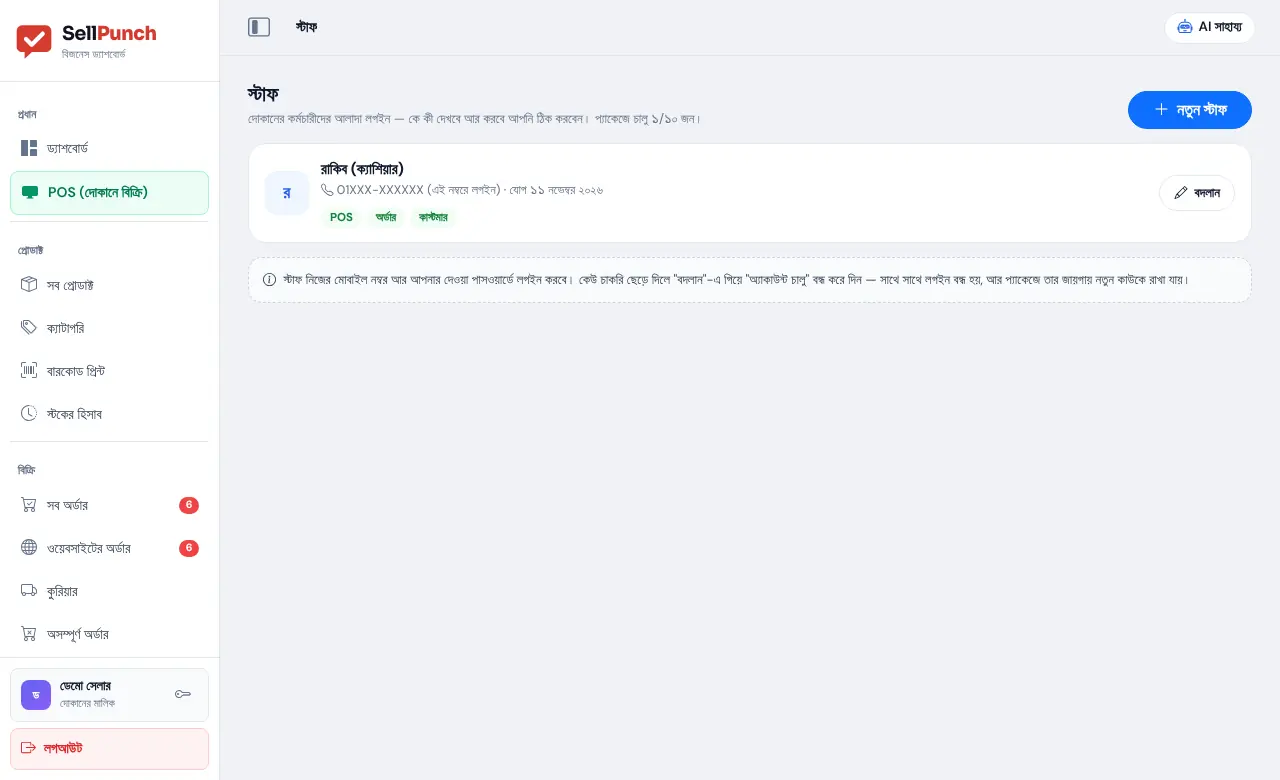 SellPunch
বিজনেস ড্যাশবোর্ড
প্রধান
ড্যাশবোর্ড
POS (দোকানে বিক্রি)
প্রোডাক্ট
সব প্রোডাক্ট
ক্যাটাগরি
বারকোড প্রিন্ট
স্টকের হিসাব
বিক্রি
সব অর্ডার 6
ওয়েবসাইটের অর্ডার 6
কুরিয়ার
অসম্পূর্ণ অর্ডার
ড
ডেমো সেলার
দোকানের মালিক
লগআউট
স্টাফ
AI সাহায্য
স্টাফ
দোকানের কর্মচারীদের আলাদা লগইন — কে কী দেখবে আর করবে আপনি ঠিক করবেন। প্যাকেজে চালু ১/১০ জন।
নতুন স্টাফ
র
রাকিব (ক্যাশিয়ার)
01XXX-XXXXXX (এই নম্বরে লগইন) · যোগ ১১ নভেম্বর ২০২৬
POS অর্ডার কাস্টমার
বদলান
স্টাফ নিজের মোবাইল নম্বর আর আপনার দেওয়া পাসওয়ার্ডে লগইন করবে। কেউ চাকরি ছেড়ে দিলে "বদলান"-এ গিয়ে "অ্যাকাউন্ট চালু" বন্ধ করে দিন — সাথে সাথে লগইন বন্ধ হয়, আর প্যাকেজে তার জায়গায় নতুন কাউকে রাখা যায়।